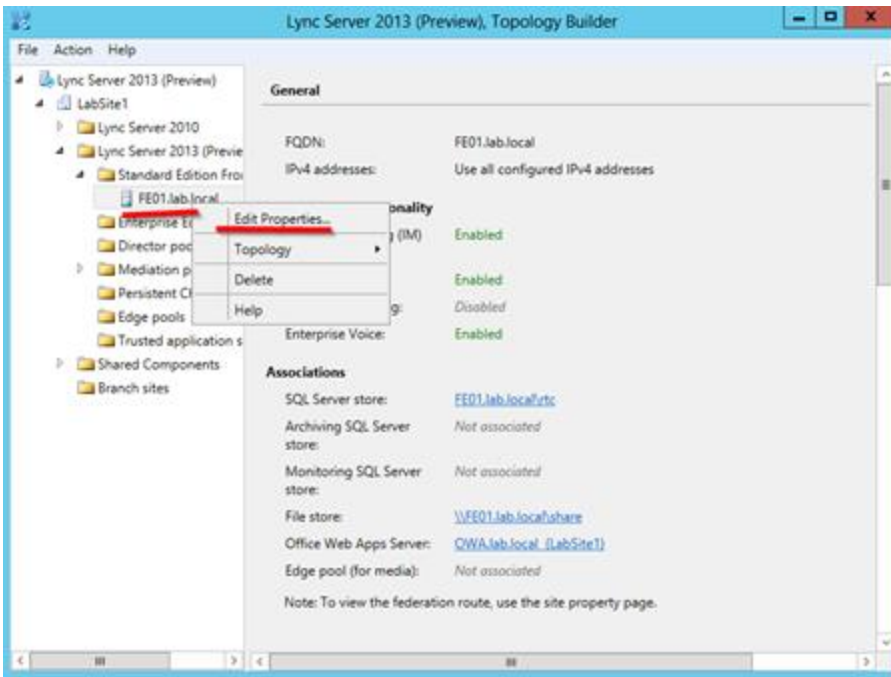 Lync Server 2013 (Preview), Topology Builder
File Action Help
Lync Server 2013 (Preview)
LabSite1
Lync Server 2010
Lync Server 2013 (Previe
Standard Edition Fro
FE01.lab.local
Enterprise E
Director poo
Mediation p
Persistent C
Edge pools
Trusted application s
Shared Components
Branch sites
Edit Properties...
Topology
Delete
Help
General
FQDN: FE01.lab.local
IPv4 addresses: Use all configured IPv4 addresses
onality
(IM) Enabled
Enabled
g: Disabled
Enterprise Voice: Enabled
Associations
SQL Server store: FE01.lab.local\rtc
Archiving SQL Server Not associated
store:
Monitoring SQL Server Not associated
store:
File store: \\FE01.lab.local\share
Office Web Apps Server: OWA.lab.local (LabSite1)
Edge pool (for media): Not associated
Note: To view the federation route, use the site property page.